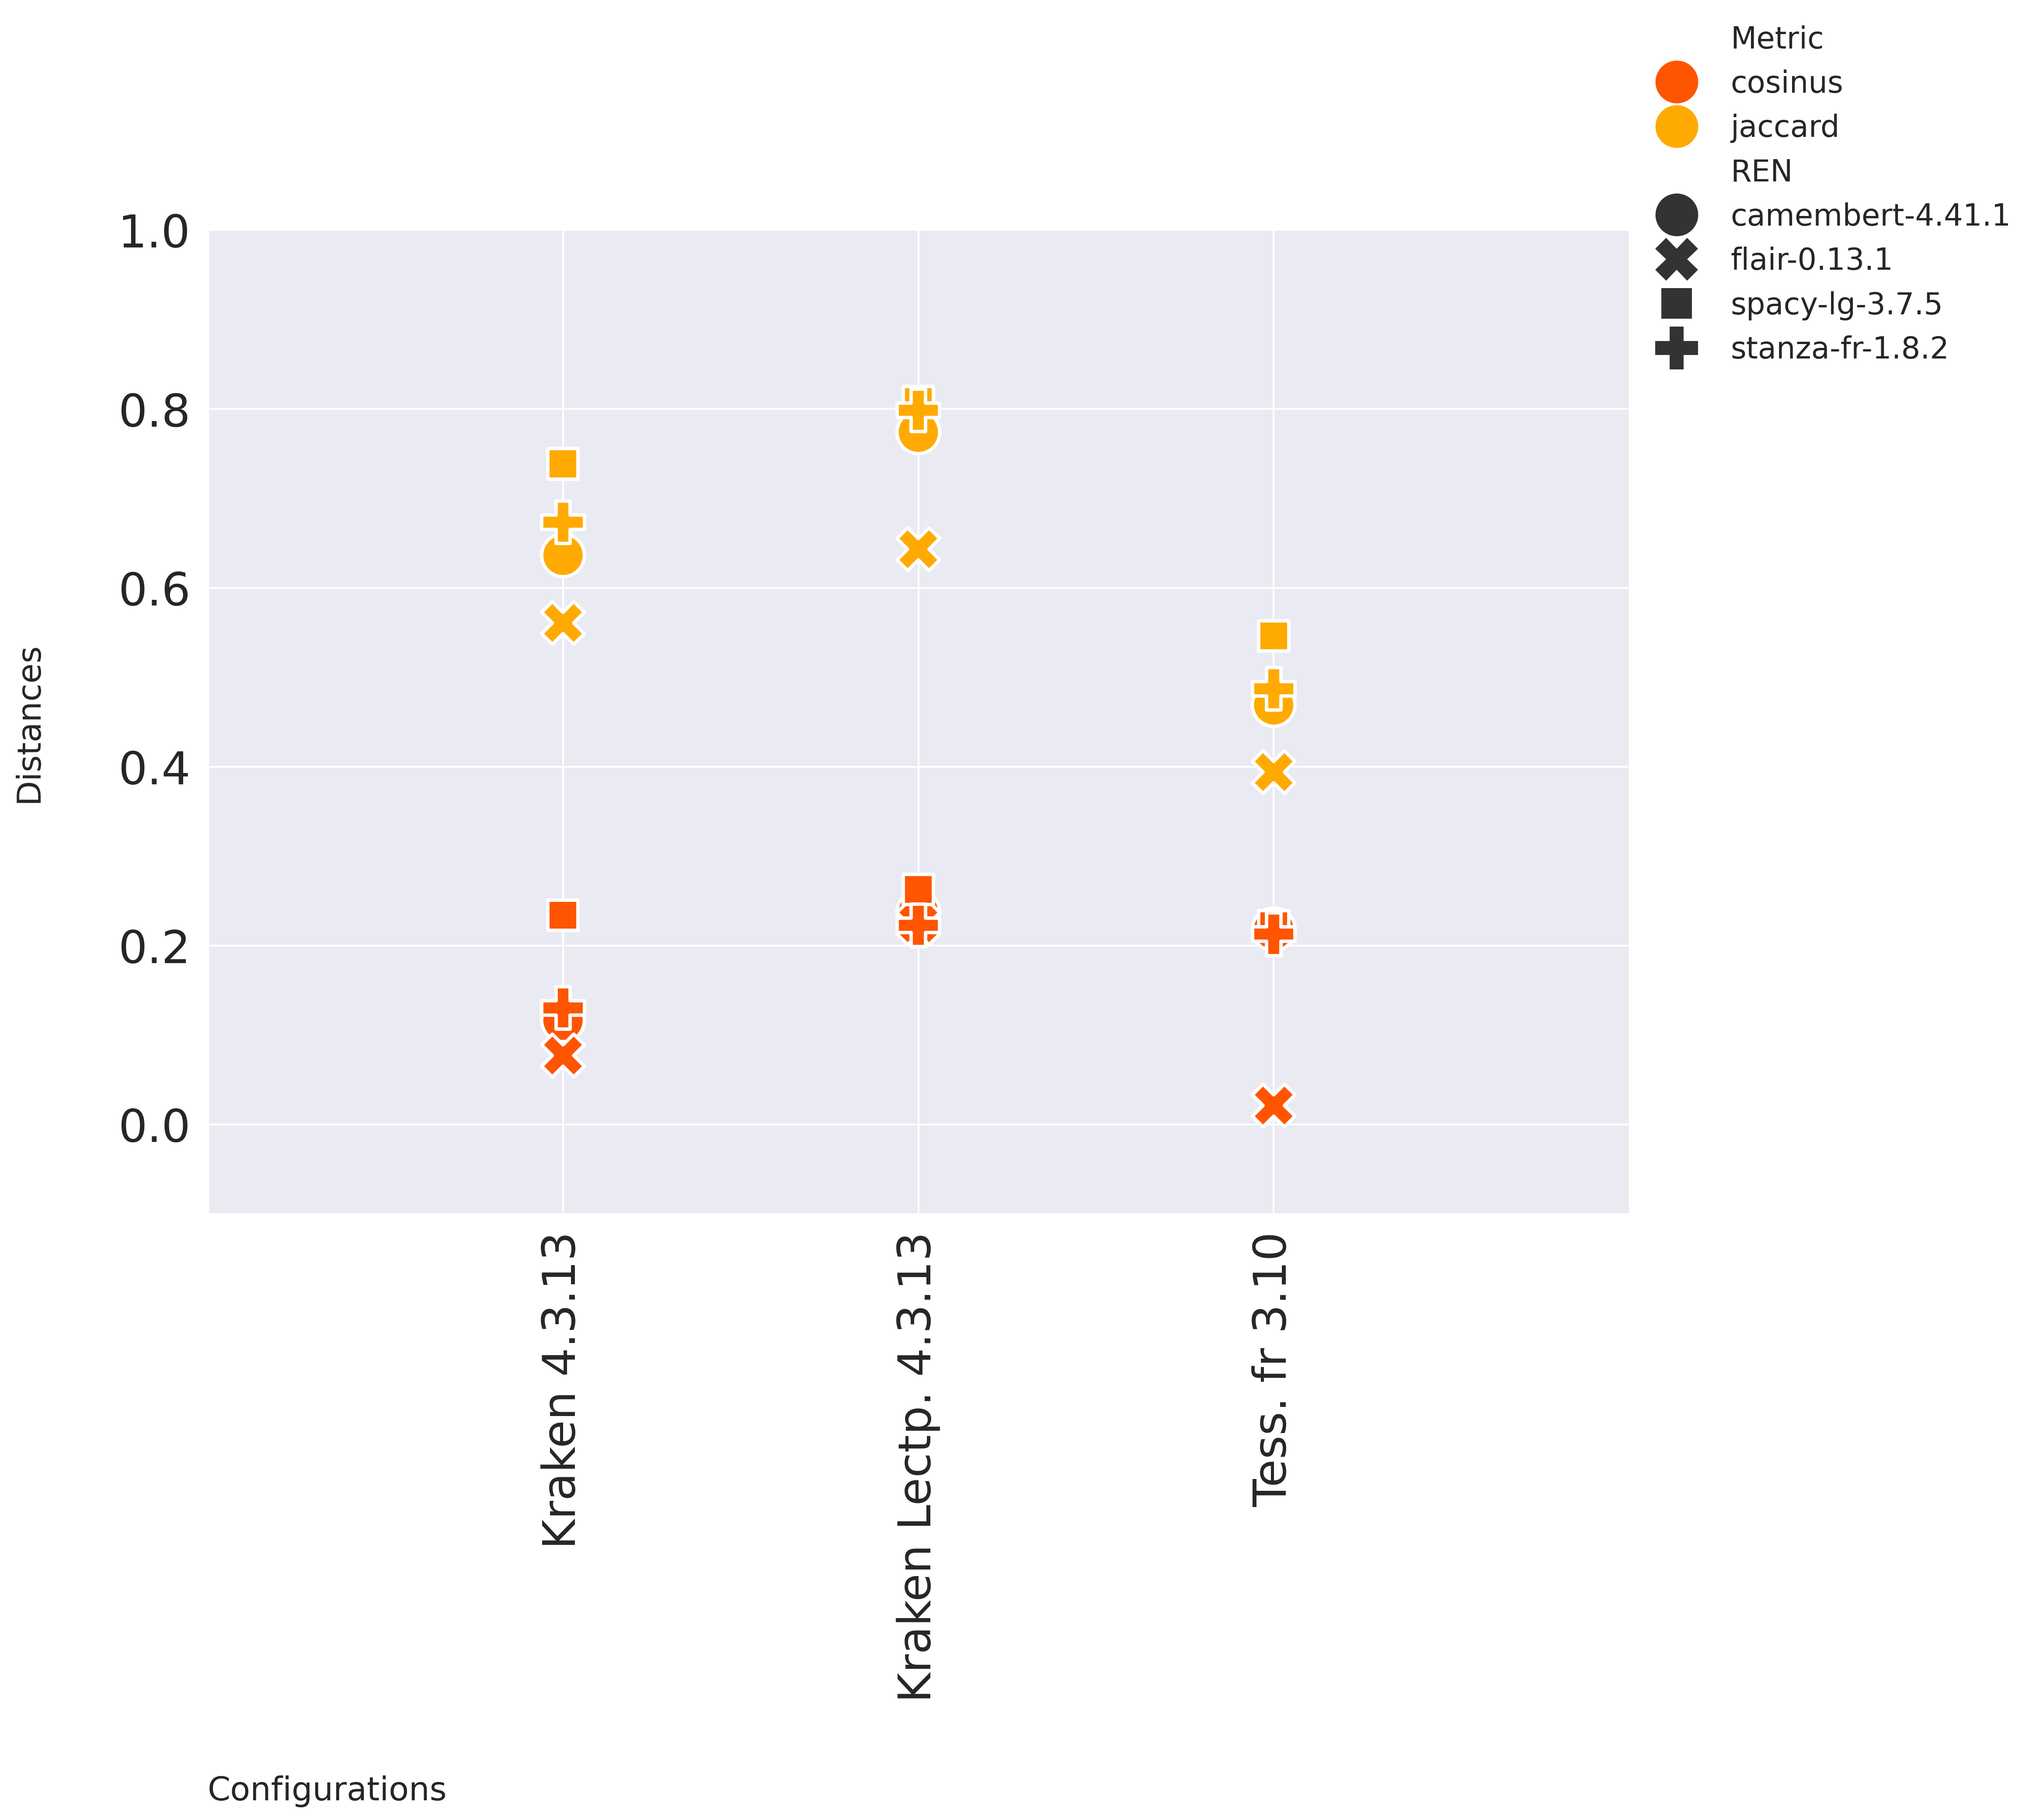 Metric
cosinus
jaccard
REN
camembert-4.41.1
flair-0.13.1
spacy-lg-3.7.5
stanza-fr-1.8.2
1.0
0.8
0.6
0.4
0.2
0.0
Distances
Kraken 4.3.13
Kraken Lectp. 4.3.13
Tess. fr 3.10
Configurations